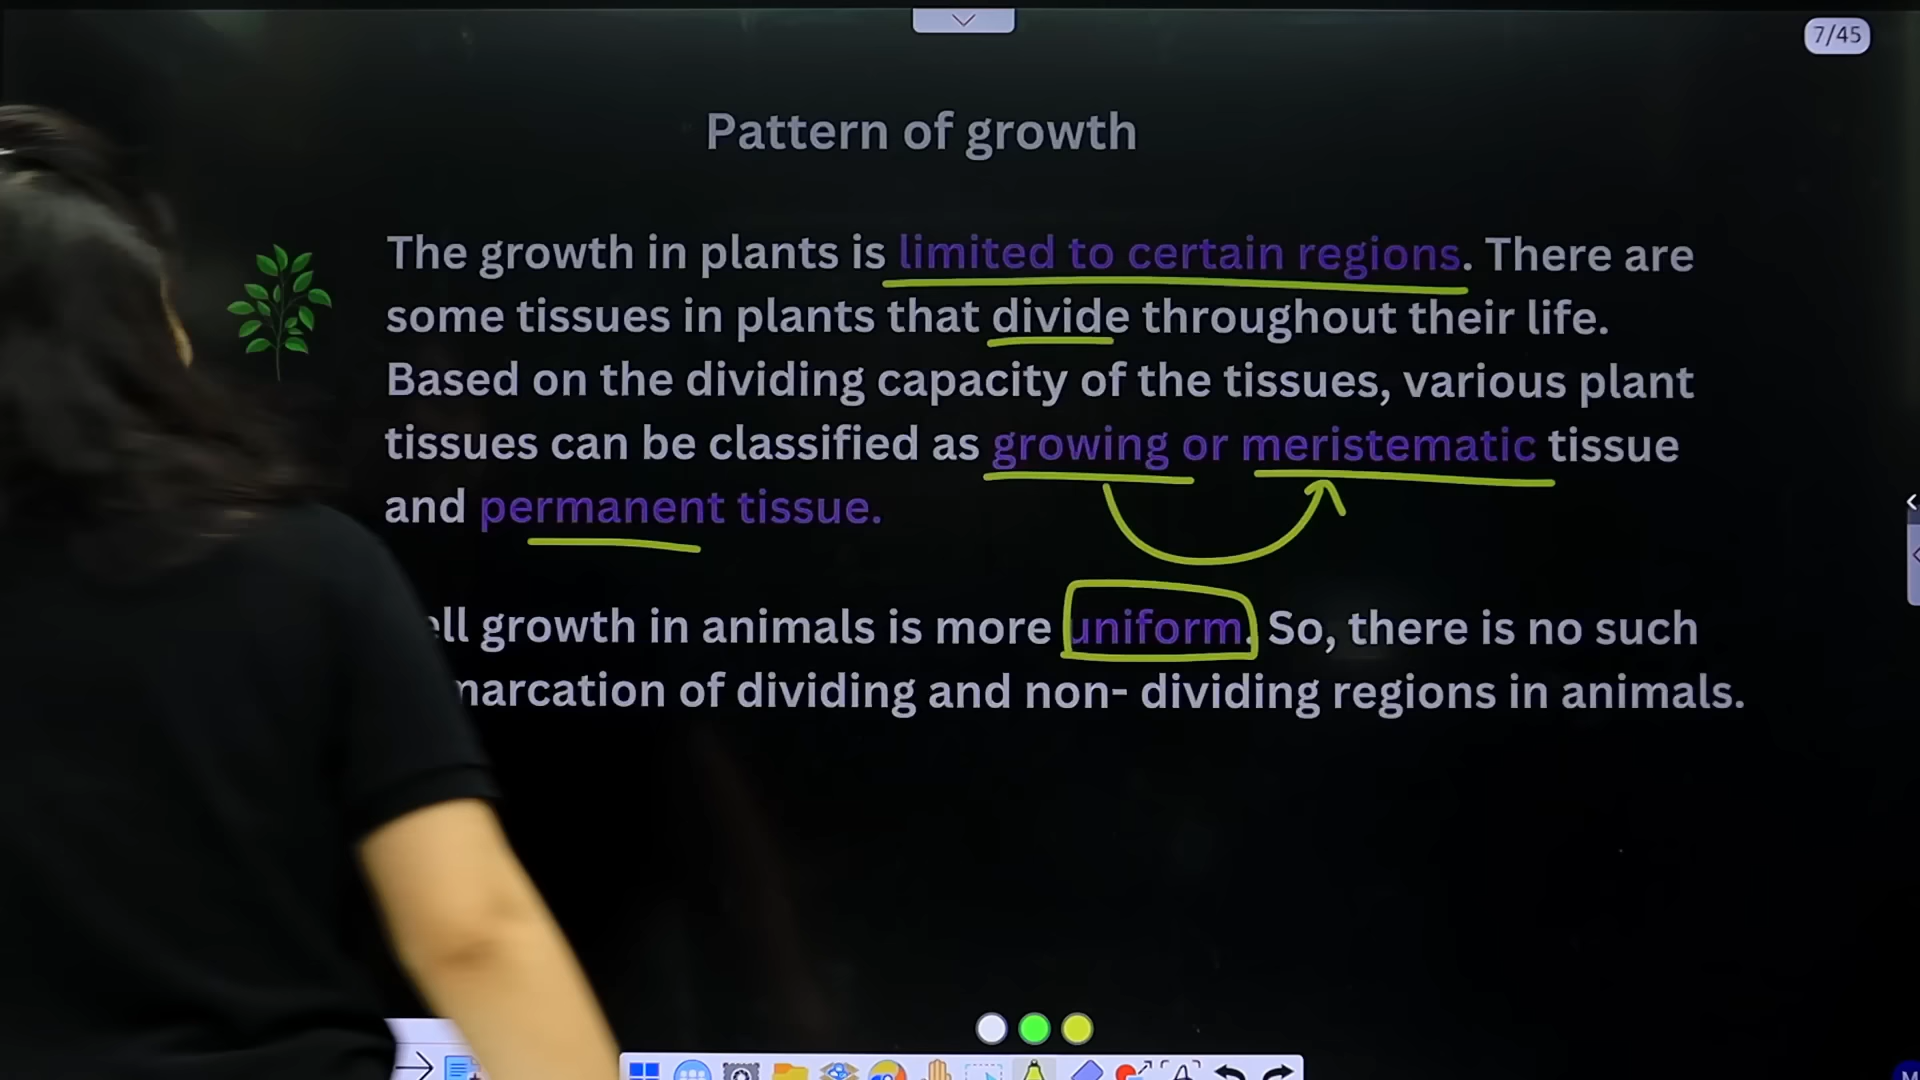 7/45
Pattern of growth
The growth in plants is limited to certain regions. There are
some tissues in plants that divide throughout their life.
Based on the dividing capacity of the tissues, various plant
tissues can be classified as growing or meristematic tissue
and permanent tissue.
ell growth in animals is more uniform. So, there is no such
marcation of dividing and non- dividing regions in animals.
M